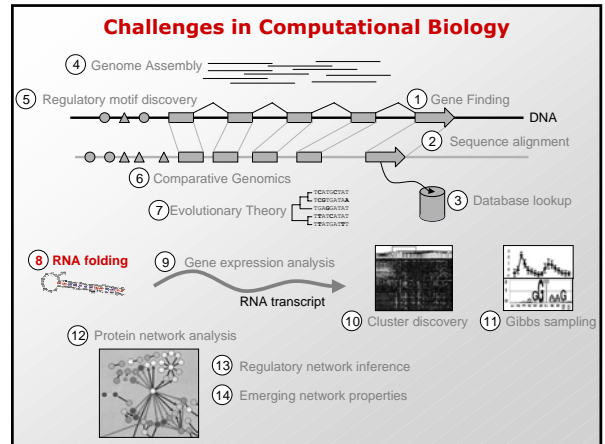 Challenges in Computational Biology
4 Genome Assembly
5 Regulatory motif discovery
1 Gene Finding
DNA
2 Sequence alignment
6 Comparative Genomics
7 Evolutionary Theory
TCATGCTAT
TCGTGATAA
TGAGGATAT
TTATCATAT
TTATGATTT
3 Database lookup
8 RNA folding
9 Gene expression analysis
RNA transcript
10 Cluster discovery
11 Gibbs sampling
12 Protein network analysis
13 Regulatory network inference
14 Emerging network properties